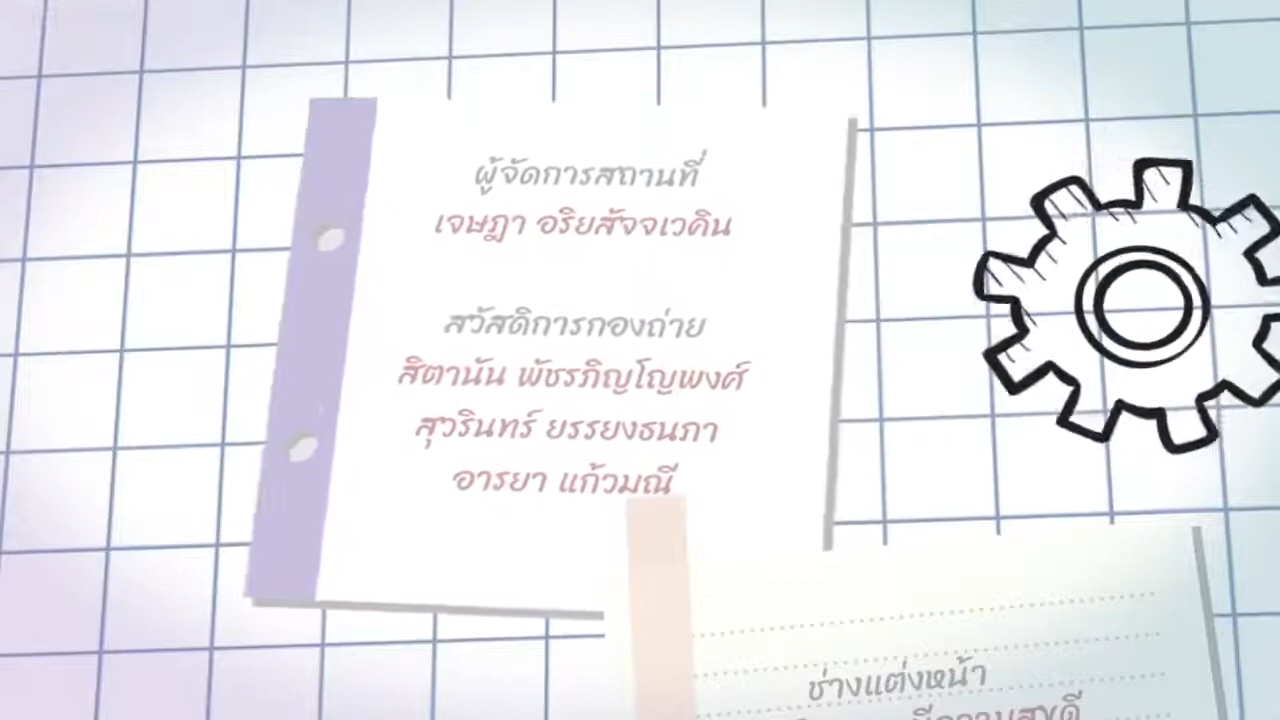 ผู้จัดการสถานที่
เจษฎา อริยสัจจเวคิน
สวัสดิการกองถ่าย
สิตานัน พัชรภิญโญพงศ์
สุวรินทร์ ยรรยงธนภา
อารยา แก้วมณี
ช่างแต่งหน้า